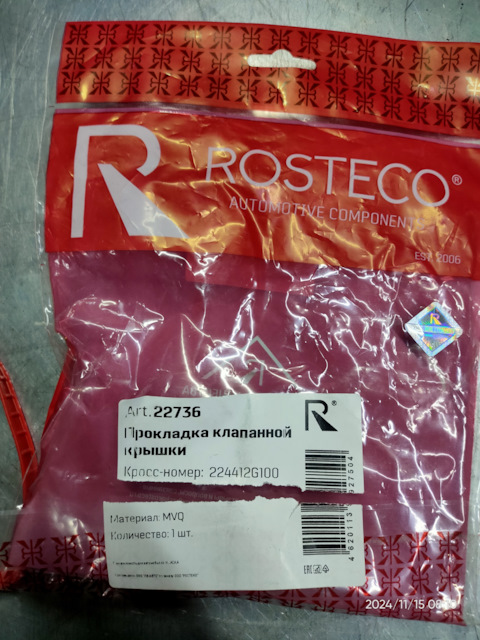 ROSTECO®
AUTOMOTIVE COMPONENTS
EST. 2006
Art. 22736
Прокладка клапанной
крышки
Кросс-номер: 224412G100
Материал: MVQ
Количество: 1 шт.
2024/11/15